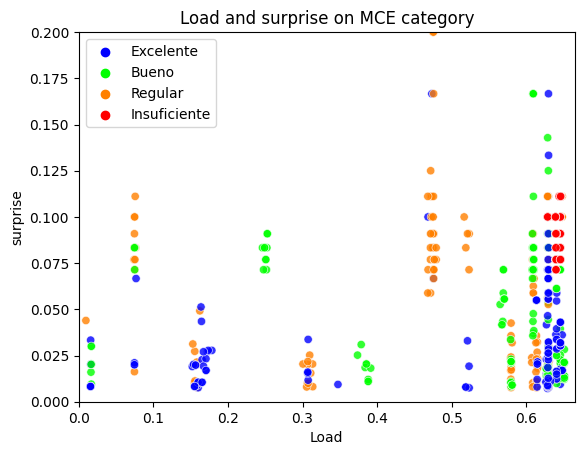 Load and surprise on MCE category
Excelente
Bueno
Regular
Insuficiente
0.200
0.175
0.150
0.125
0.100
0.075
0.050
0.025
0.000
surprise
0.0 0.1 0.2 0.3 0.4 0.5 0.6
Load